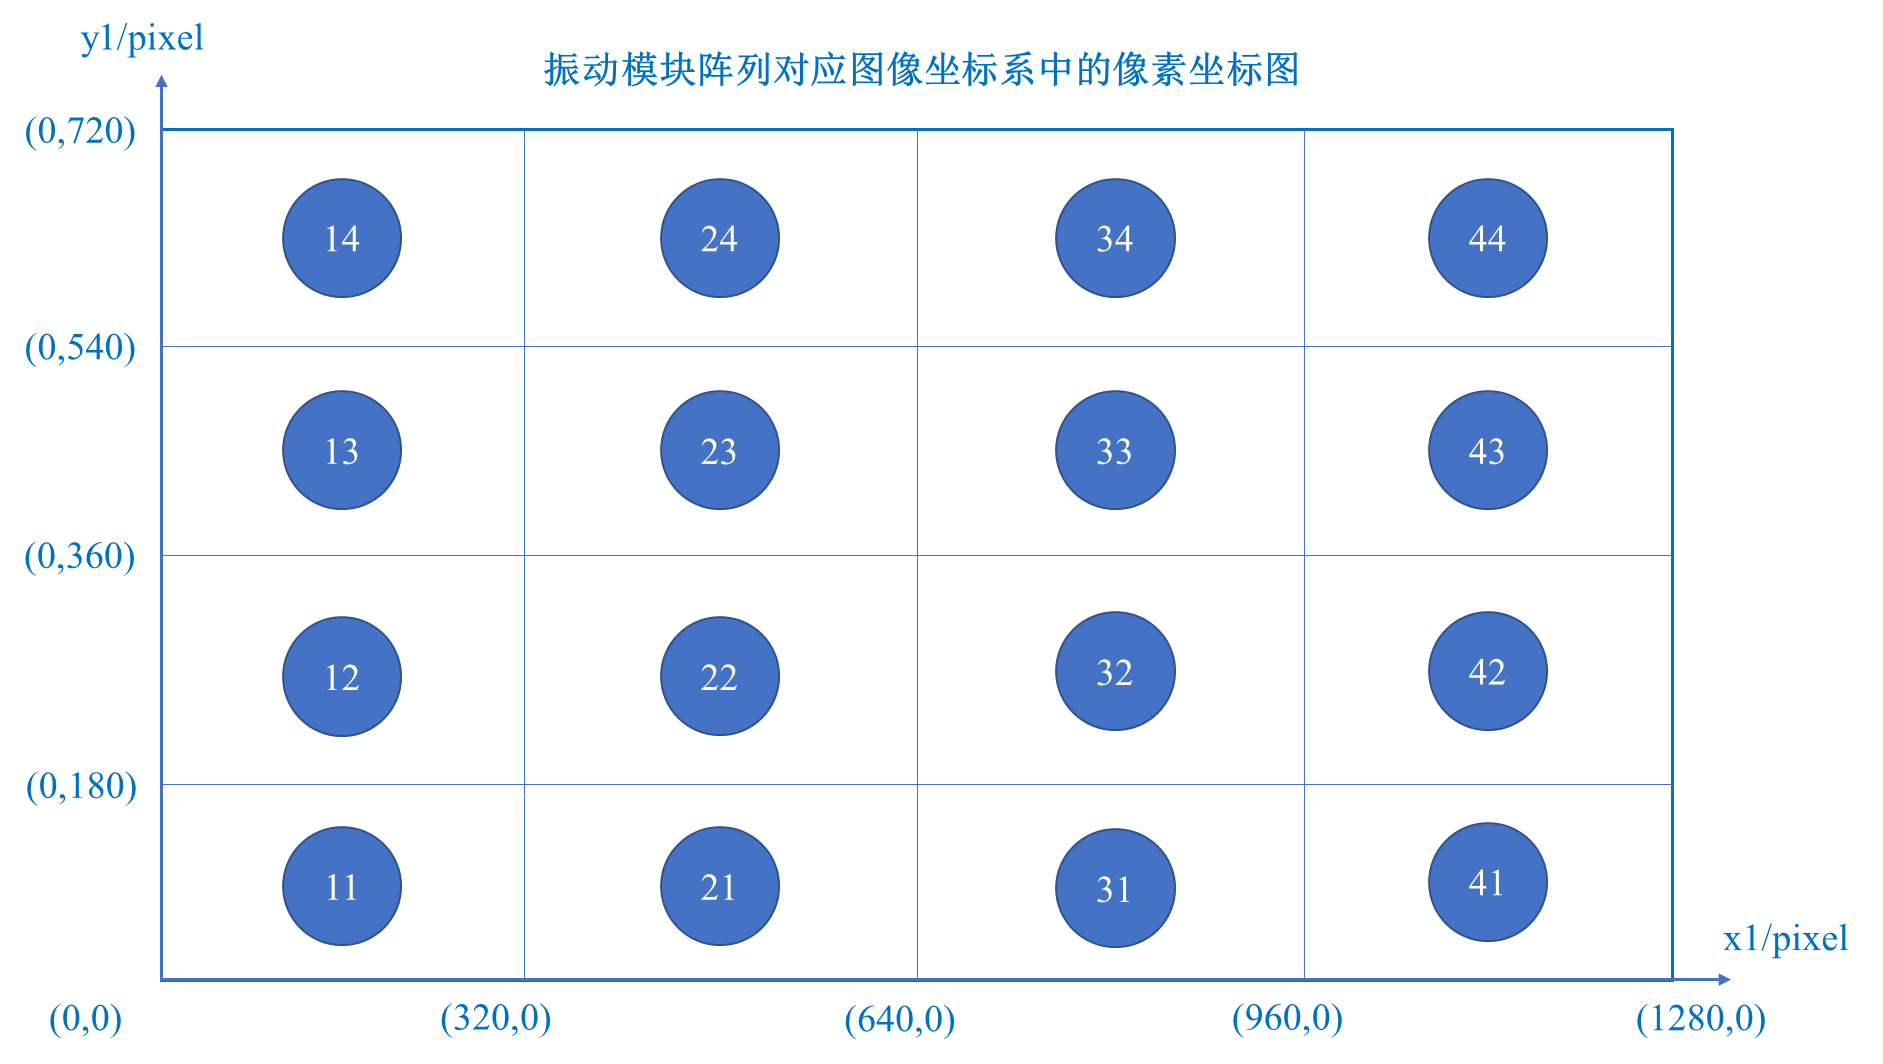 y1/pixel
振动模块阵列对应图像坐标系中的像素坐标图
(0,720)
14 24 34 44
(0,540)
13 23 33 43
(0,360)
12 22 32 42
(0,180)
11 21 31 41
x1/pixel
(0,0) (320,0) (640,0) (960,0) (1280,0)